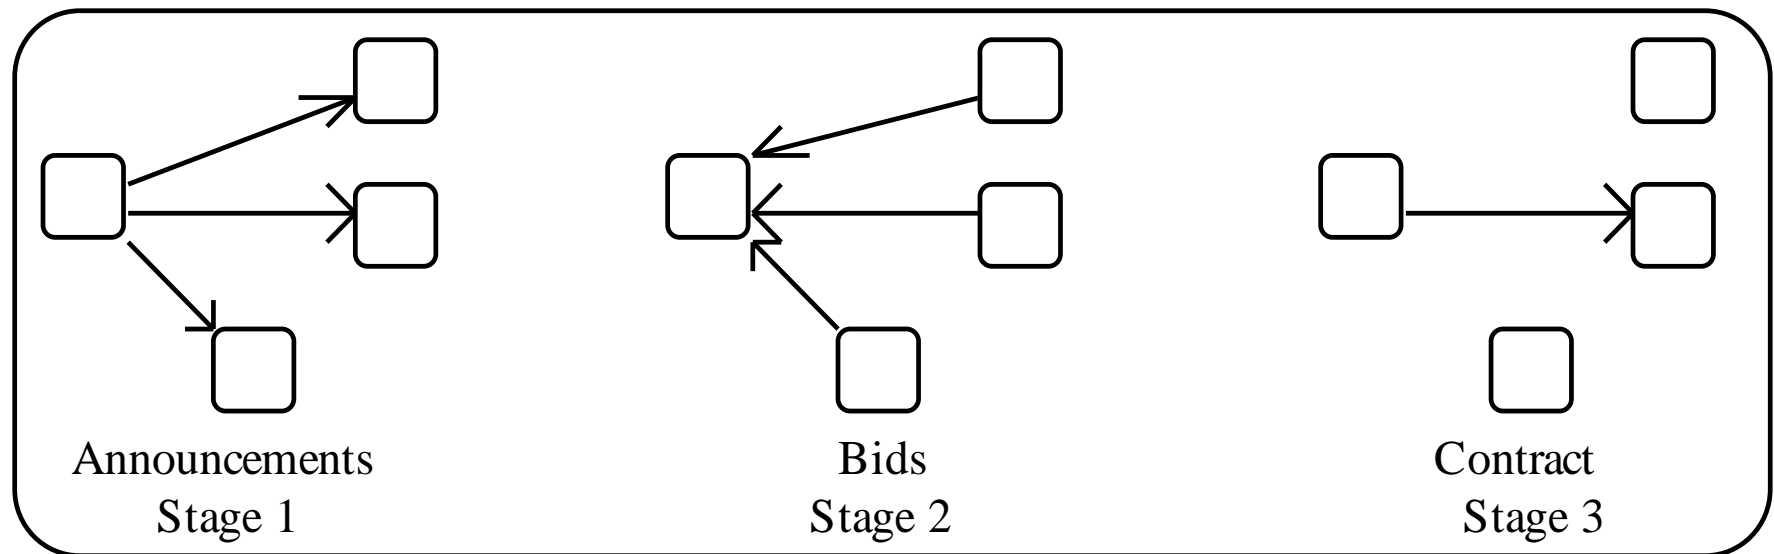 Announcements
Stage 1
Bids
Stage 2
Contract
Stage 3